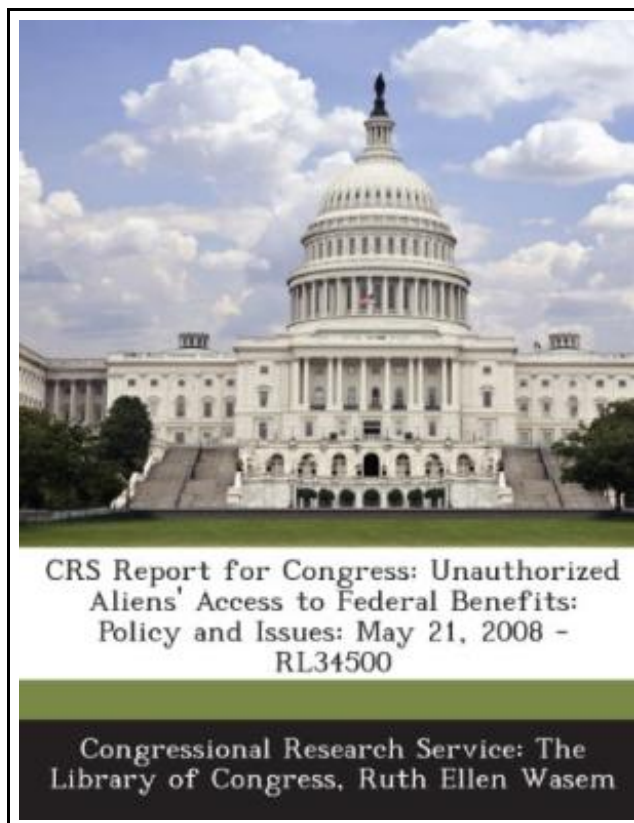 CRS Report for Congress: Unauthorized
Aliens' Access to Federal Benefits:
Policy and Issues: May 21, 2008 -
RL34500
Congressional Research Service: The
Library of Congress, Ruth Ellen Wasem